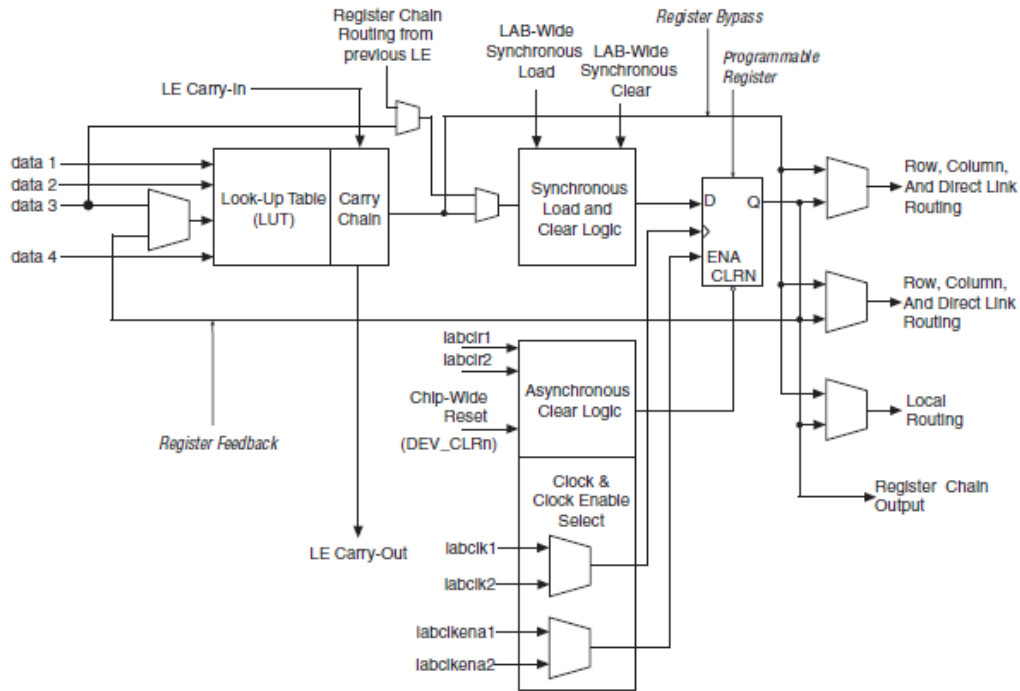 Register Chain
Routing from
previous LE
LAB-Wide
Synchronous
Load
LAB-Wide
Synchronous
Clear
Register Bypass
Programmable
Register
LE Carry-In
data 1
data 2
data 3
data 4
Look-Up Table
(LUT)
Carry
Chain
Synchronous
Load and
Clear Logic
D
Q
ENA
CLRN
Row, Column,
And Direct Link
Routing
Row, Column,
And Direct Link
Routing
Local
Routing
Register Chain
Output
labclr1
labclr2
Chip-Wide
Reset
(DEV_CLRn)
Asynchronous
Clear Logic
Register Feedback
Clock &
Clock Enable
Select
LE Carry-Out
labclk1
labclk2
labclkena1
labclkena2